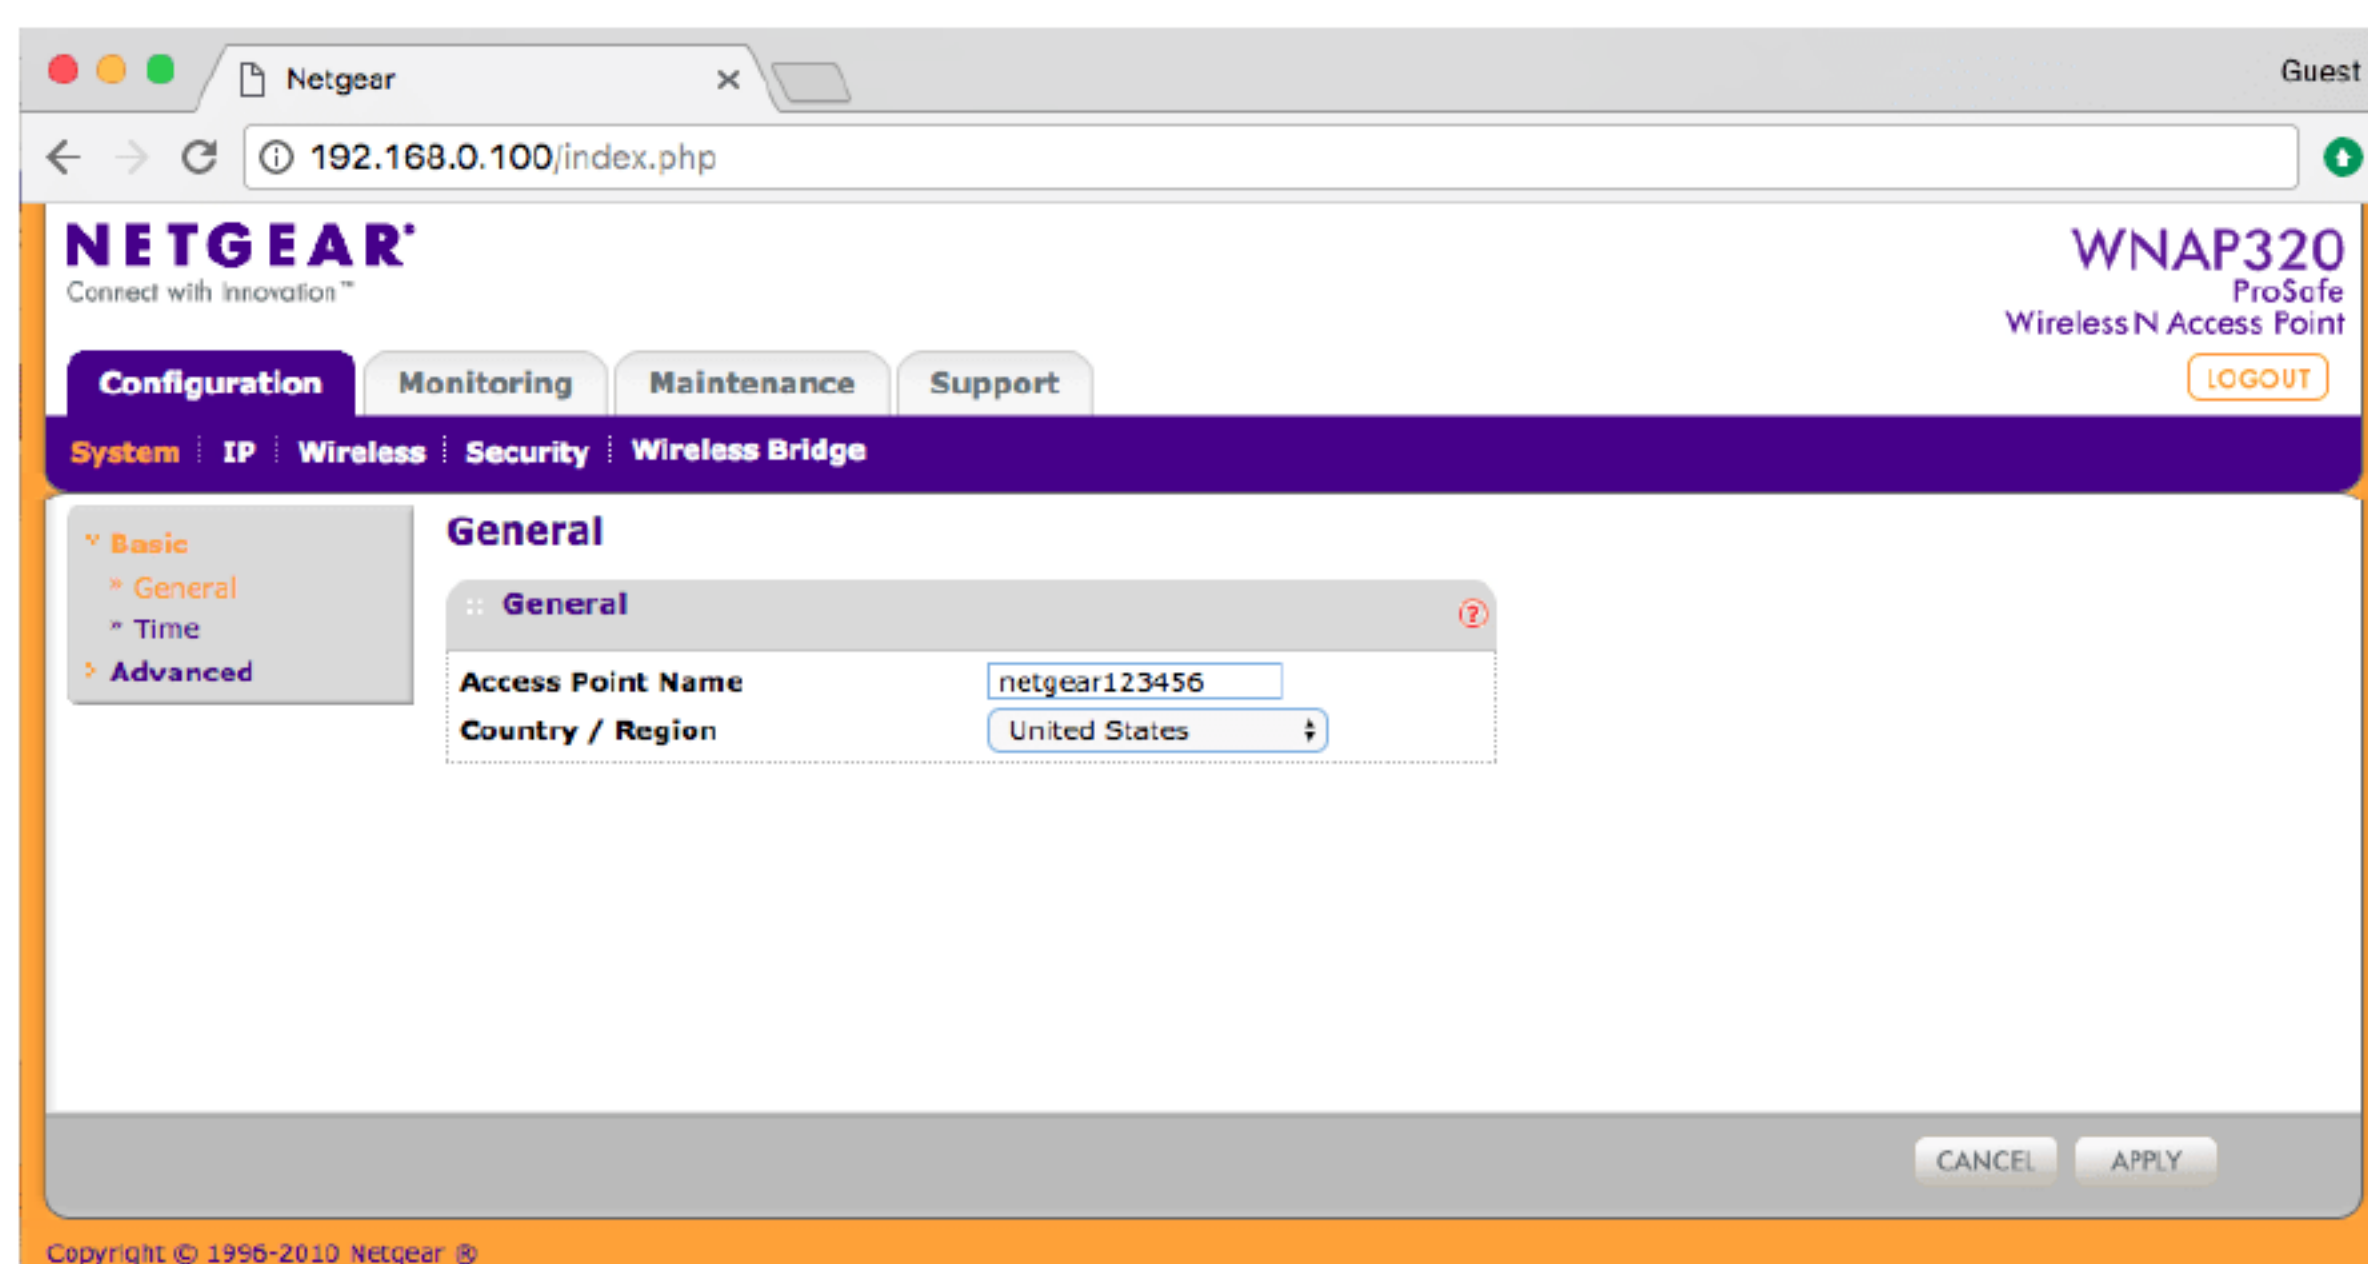 Netgear
Guest
192.168.0.100/index.php
NETGEAR®
Connect with Innovation™
WNAP320
ProSafe
Wireless N Access Point
Configuration Monitoring Maintenance Support
LOGOUT
System IP Wireless Security Wireless Bridge
Basic
General
Time
Advanced
General
General
Access Point Name netgear123456
Country / Region United States
CANCEL APPLY
Copyright © 1996-2010 Netgear ®